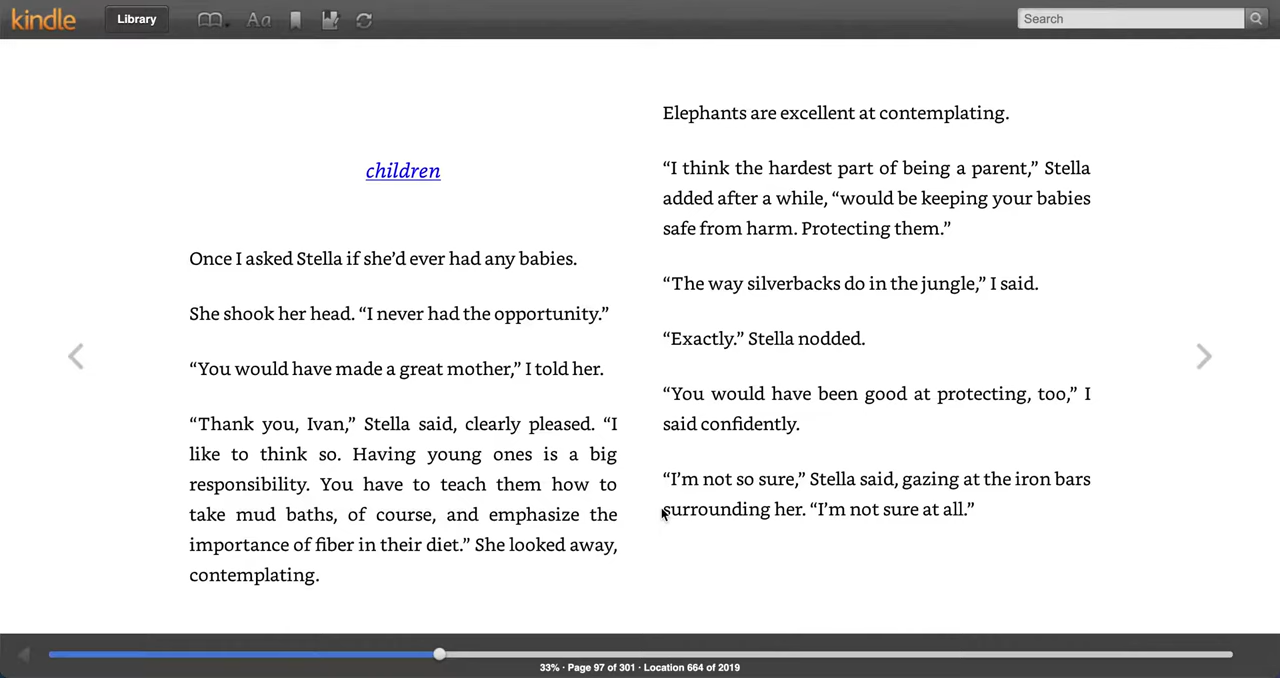 kindle
Library
Aa
Search
children
Once I asked Stella if she’d ever had any babies.
She shook her head. “I never had the opportunity.”
“You would have made a great mother,” I told her.
“Thank you, Ivan,” Stella said, clearly pleased. “I
like to think so. Having young ones is a big
responsibility. You have to teach them how to
take mud baths, of course, and emphasize the
importance of fiber in their diet.” She looked away,
contemplating.
Elephants are excellent at contemplating.
“I think the hardest part of being a parent,” Stella
added after a while, “would be keeping your babies
safe from harm. Protecting them.”
“The way silverbacks do in the jungle,” I said.
“Exactly.” Stella nodded.
“You would have been good at protecting, too,” I
said confidently.
“I’m not so sure,” Stella said, gazing at the iron bars
surrounding her. “I’m not sure at all.”
33% · Page 97 of 301 · Location 664 of 2019